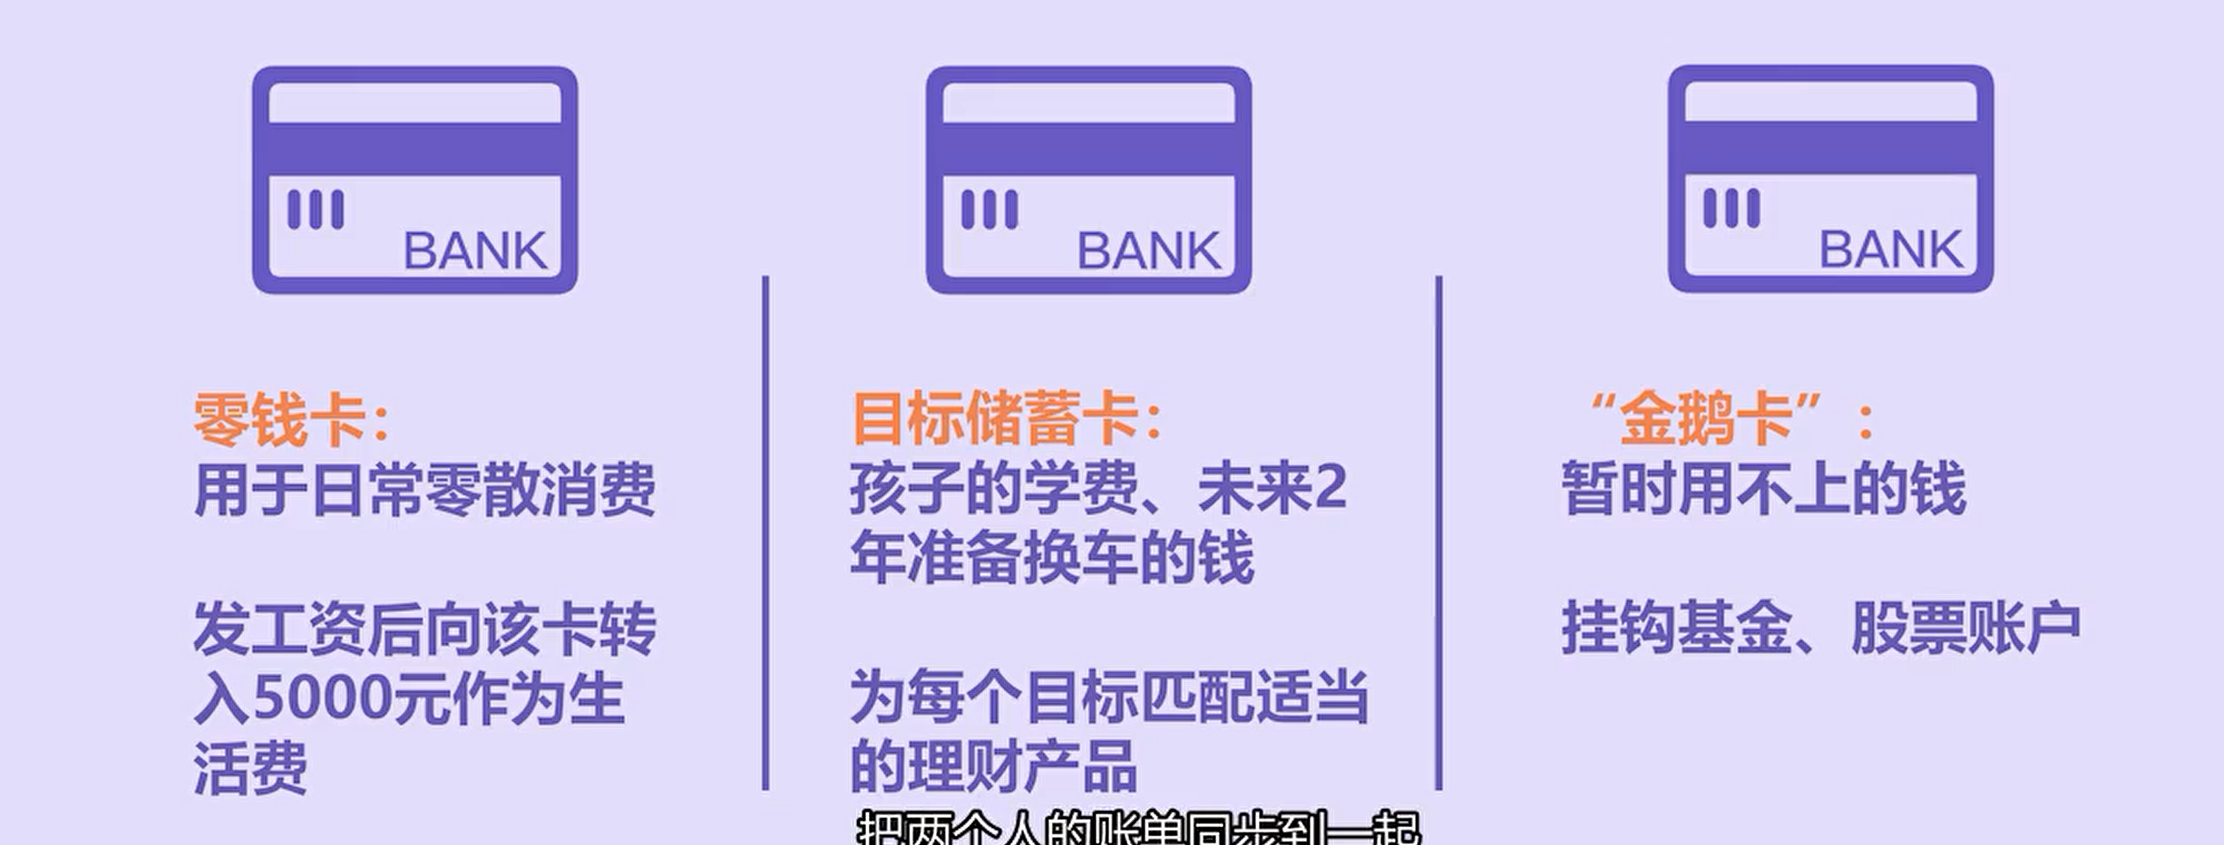 BANK
BANK
BANK
零钱卡：
用于日常零散消费
发工资后向该卡转
入5000元作为生
活费
目标储蓄卡：
孩子的学费、未来2
年准备换车的钱
为每个目标匹配适当
的理财产品
“金鹅卡”：
暂时用不上的钱
挂钩基金、股票账户
把两个人的账单同步到一起